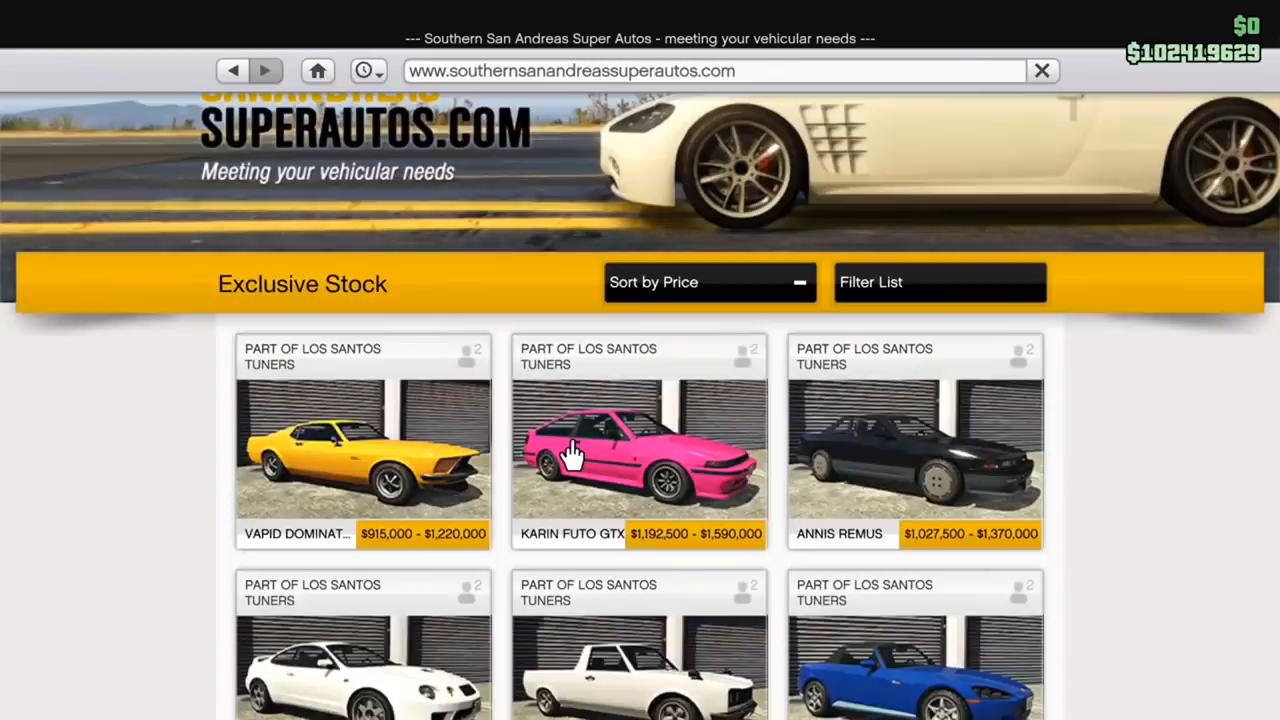 $0
--- Southern San Andreas Super Autos - meeting your vehicular needs ---
$102419629
www.southernsanandreassuperautos.com
SUPERAUTOS.COM
Meeting your vehicular needs
Exclusive Stock
Sort by Price
Filter List
PART OF LOS SANTOS
TUNERS
2
PART OF LOS SANTOS
TUNERS
2
PART OF LOS SANTOS
TUNERS
2
VAPID DOMINAT... $915,000 - $1,220,000
KARIN FUTO GTX $1,192,500 - $1,590,000
ANNIS REMUS $1,027,500 - $1,370,000
PART OF LOS SANTOS
TUNERS
2
PART OF LOS SANTOS
TUNERS
2
PART OF LOS SANTOS
TUNERS
2